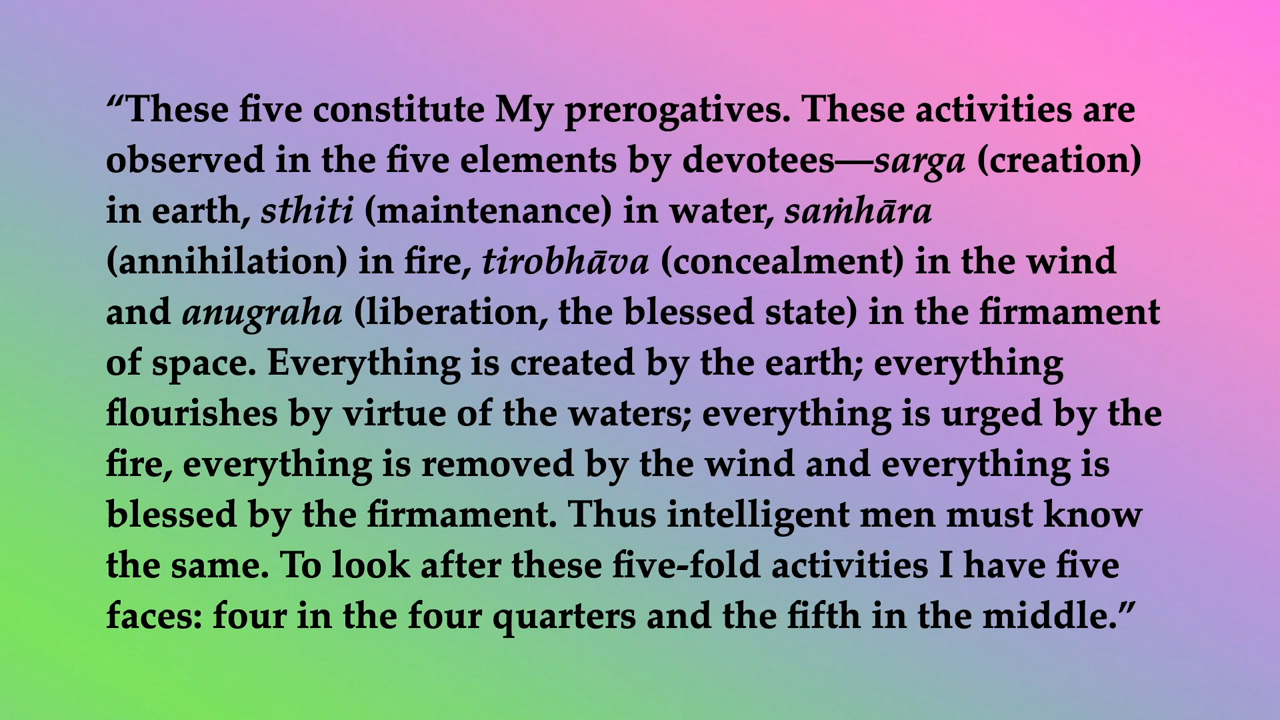 “These five constitute My prerogatives. These activities are
observed in the five elements by devotees—sarga (creation)
in earth, sthiti (maintenance) in water, saṁhāra
(annihilation) in fire, tirobhāva (concealment) in the wind
and anugraha (liberation, the blessed state) in the firmament
of space. Everything is created by the earth; everything
flourishes by virtue of the waters; everything is urged by the
fire, everything is removed by the wind and everything is
blessed by the firmament. Thus intelligent men must know
the same. To look after these five-fold activities I have five
faces: four in the four quarters and the fifth in the middle.”